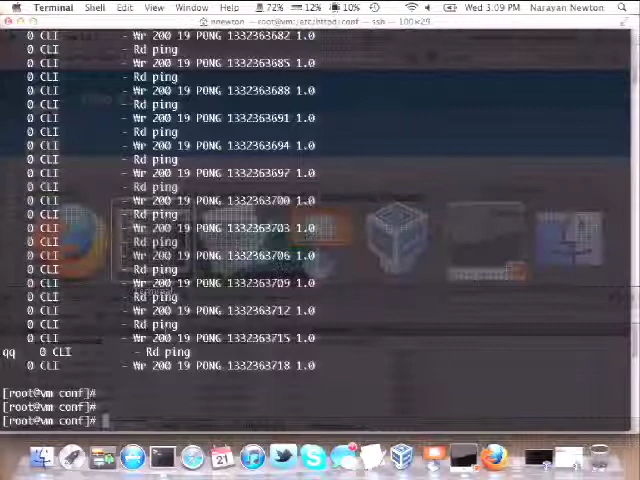 Terminal Shell Edit View Window Help 72% 12% 10% Wed 3.09 PM Narayan Newton
nnewton — root@vm:/etc/httpd/conf — ssh — 100×29
0 CLI - Wr 200 19 PONG 1332363682 1.0
0 CLI - Rd ping
0 CLI - Wr 200 19 PONG 1332363685 1.0
0 CLI - Rd ping
0 CLI - Wr 200 19 PONG 1332363688 1.0
0 CLI - Rd ping
0 CLI - Wr 200 19 PONG 1332363691 1.0
0 CLI - Rd ping
0 CLI - Wr 200 19 PONG 1332363694 1.0
0 CLI - Rd ping
0 CLI - Wr 200 19 PONG 1332363697 1.0
0 CLI - Rd ping
0 CLI - Wr 200 19 PONG 1332363700 1.0
0 CLI - Rd ping
0 CLI - Wr 200 19 PONG 1332363703 1.0
0 CLI - Rd ping
0 CLI - Wr 200 19 PONG 1332363706 1.0
0 CLI - Rd ping
0 CLI - Wr 200 19 PONG 1332363709 1.0
0 CLI - Rd ping
0 CLI - Wr 200 19 PONG 1332363712 1.0
0 CLI - Rd ping
0 CLI - Wr 200 19 PONG 1332363715 1.0
qq 0 CLI - Rd ping
0 CLI - Wr 200 19 PONG 1332363718 1.0
[root@vm conf]#
[root@vm conf]#
[root@vm conf]#
21